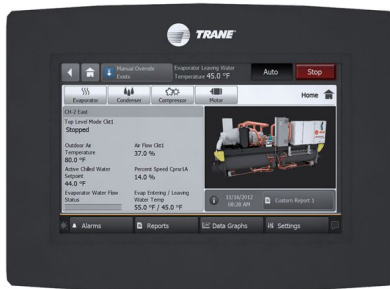 TRANE
Manual Override Exists
Evaporator Leaving Water Temperature 45.0 °F
Auto
Stop
Evaporator
Condenser
Compressor
Motor
Home
CH-2 East
Top Level Mode Ckt1
Stopped
Outdoor Air Temperature
80.0 °F
Air Flow Ckt1
37.0 %
Active Chilled Water Setpoint
44.0 °F
Percent Speed Cprsr1A
14.0 %
Evaporator Water Flow Status
Evap Entering / Leaving Water Temp
55.0 °F / 45.0 °F
11/16/2012
08:28 AM
Custom Report 1
Alarms
Reports
Data Graphs
Settings